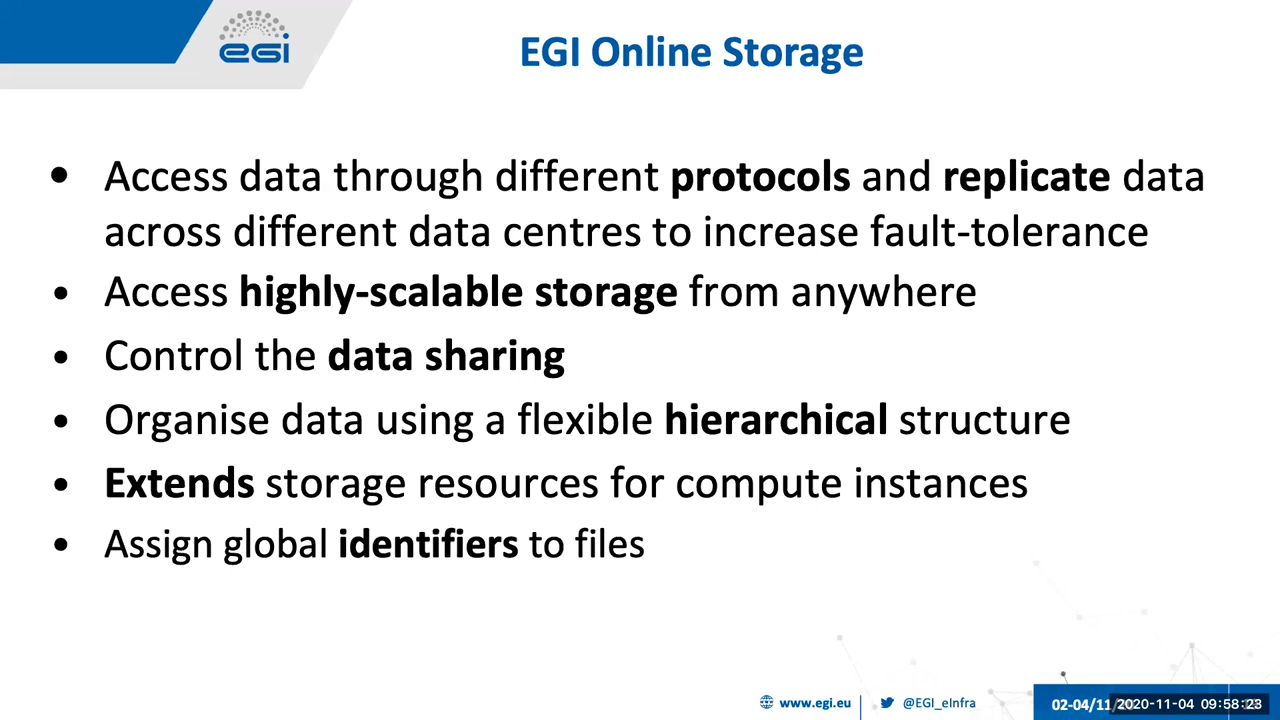 EGI
EGI Online Storage
• Access data through different protocols and replicate data
across different data centres to increase fault-tolerance
• Access highly-scalable storage from anywhere
• Control the data sharing
• Organise data using a flexible hierarchical structure
• Extends storage resources for compute instances
• Assign global identifiers to files
www.egi.eu
@EGI_eInfra
02-04/11/
2020-11-04 09:58:23